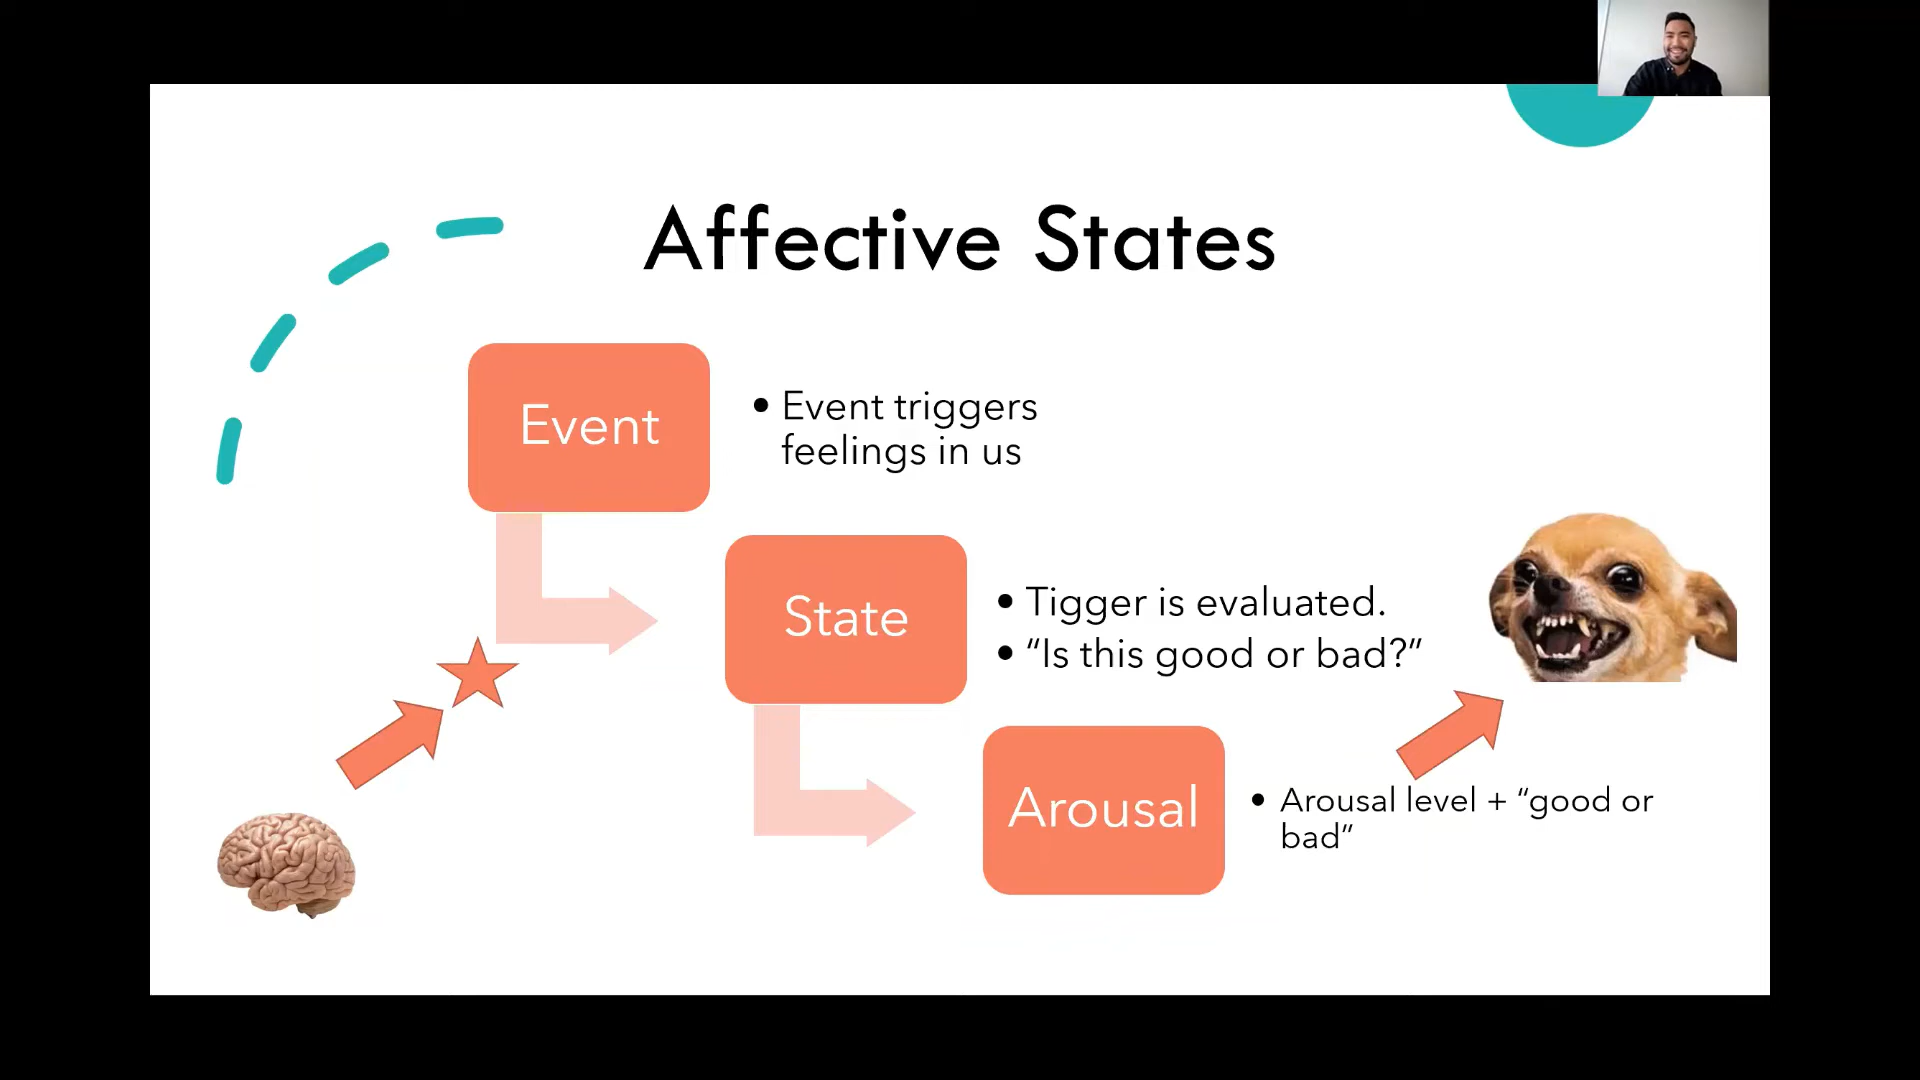 Affective States
Event
• Event triggers
feelings in us
State
• Tigger is evaluated.
• “Is this good or bad?”
Arousal
• Arousal level + “good or
bad”